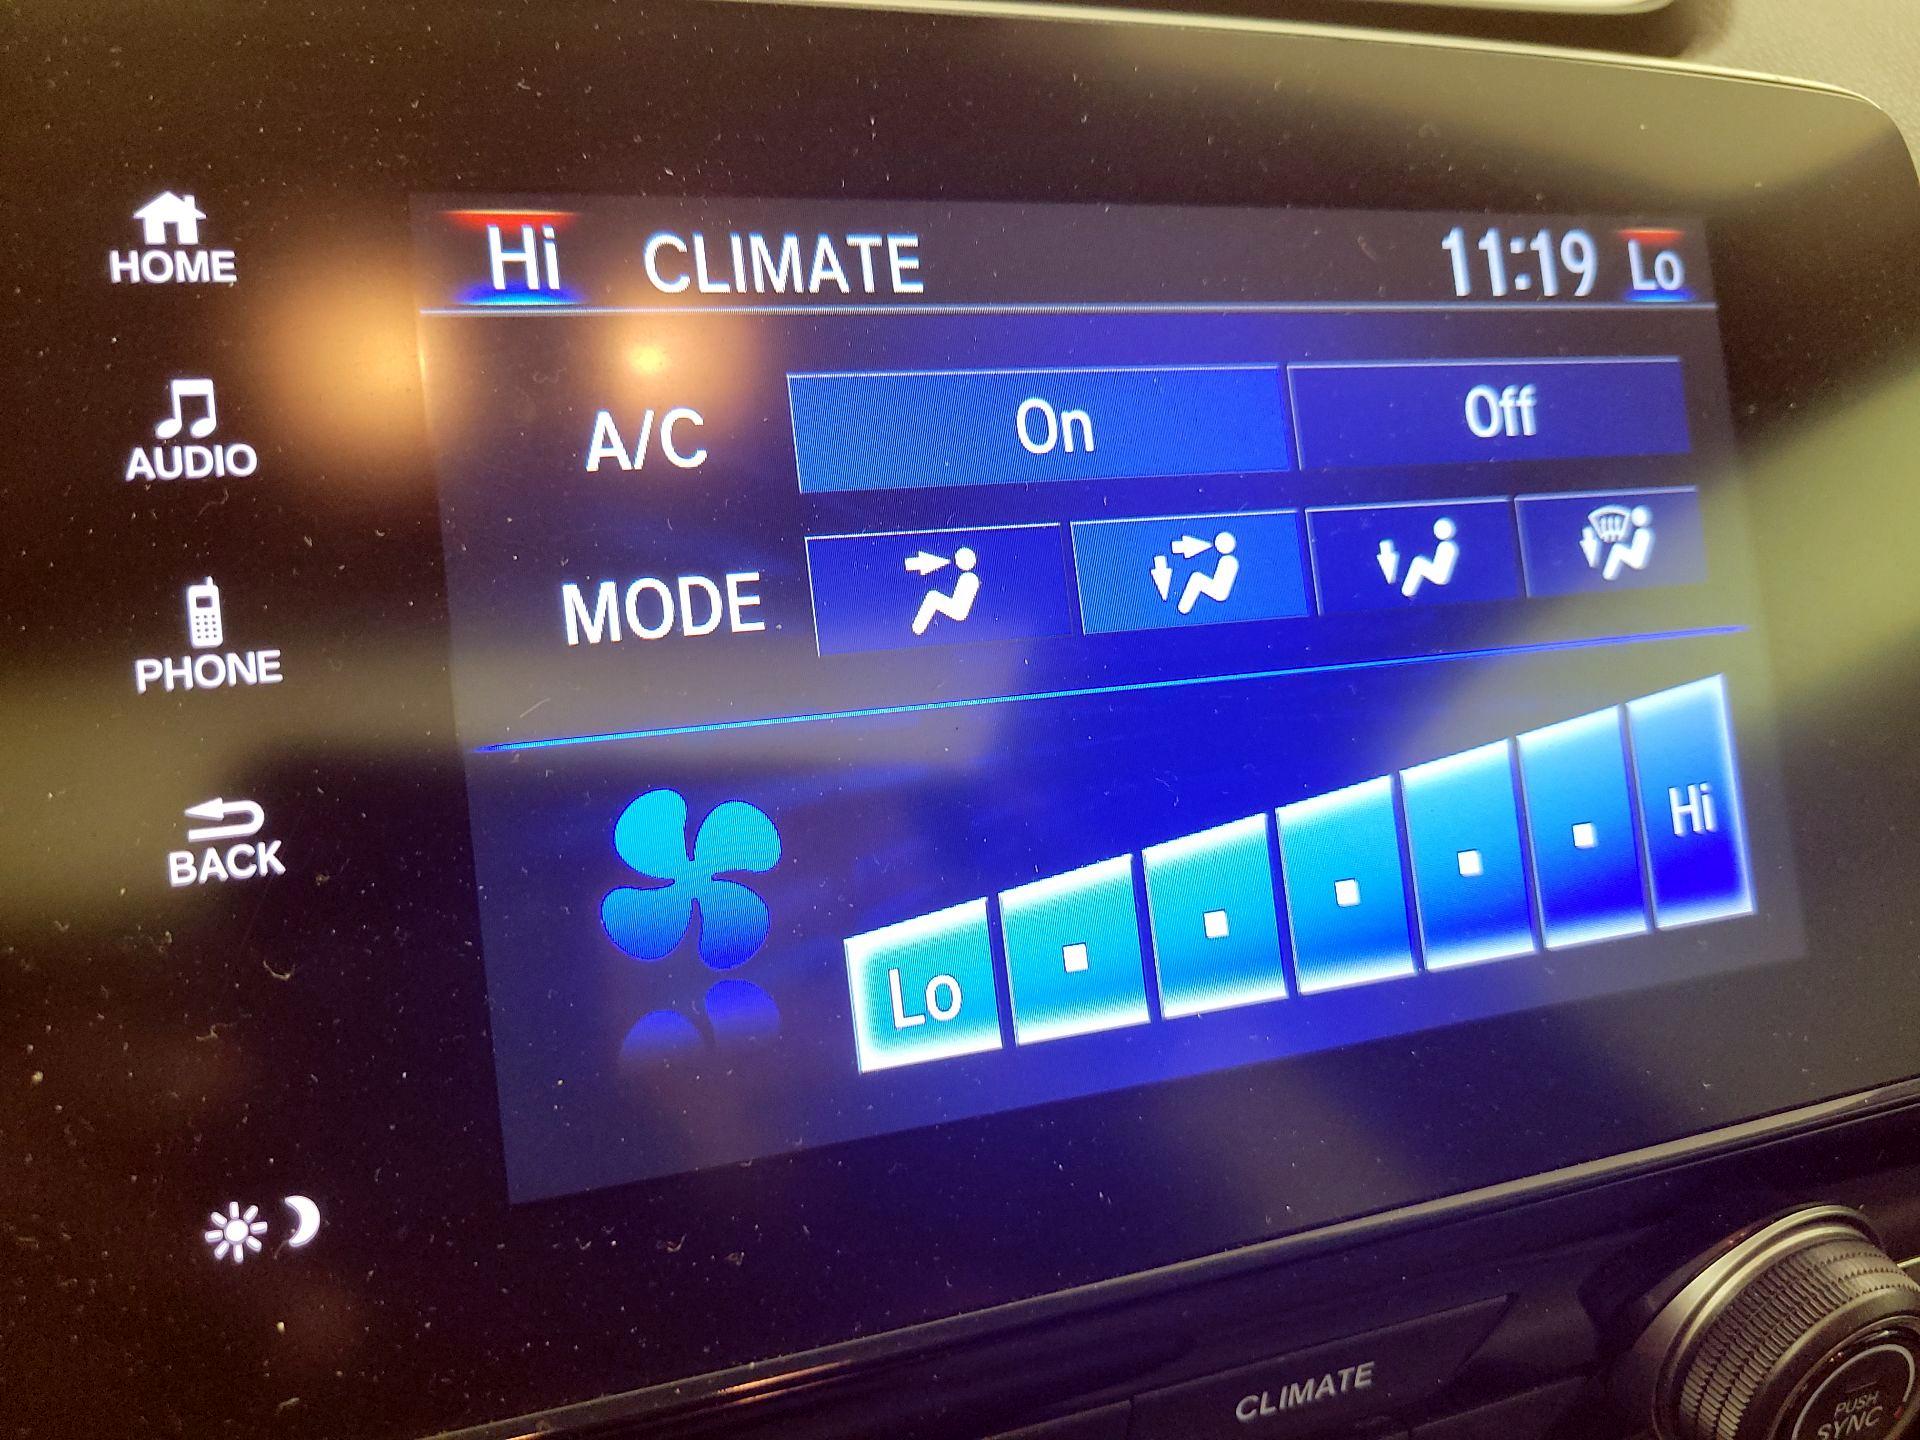 HOME
AUDIO
PHONE
BACK
Hi CLIMATE 11:19 Lo
A/C On Off
MODE
Lo Hi
CLIMATE
PUSH
SYNC